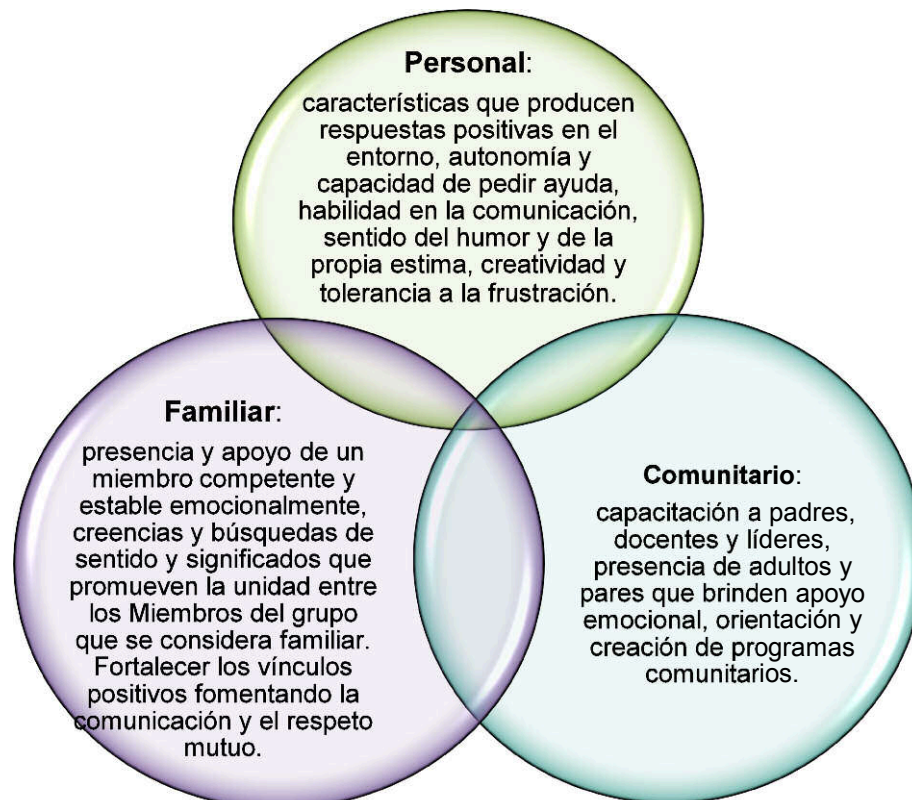 Personal:
características que producen
respuestas positivas en el
entorno, autonomía y
capacidad de pedir ayuda,
habilidad en la comunicación,
sentido del humor y de la
propia estima, creatividad y
tolerancia a la frustración.
Familiar:
presencia y apoyo de un
miembro competente y
estable emocionalmente,
creencias y búsquedas de
sentido y significados que
promueven la unidad entre
los Miembros del grupo
que se considera familiar.
Fortalecer los vínculos
positivos fomentando la
comunicación y el respeto
mutuo.
Comunitario:
capacitación a padres,
docentes y líderes,
presencia de adultos y
pares que brinden apoyo
emocional, orientación y
creación de programas
comunitarios.